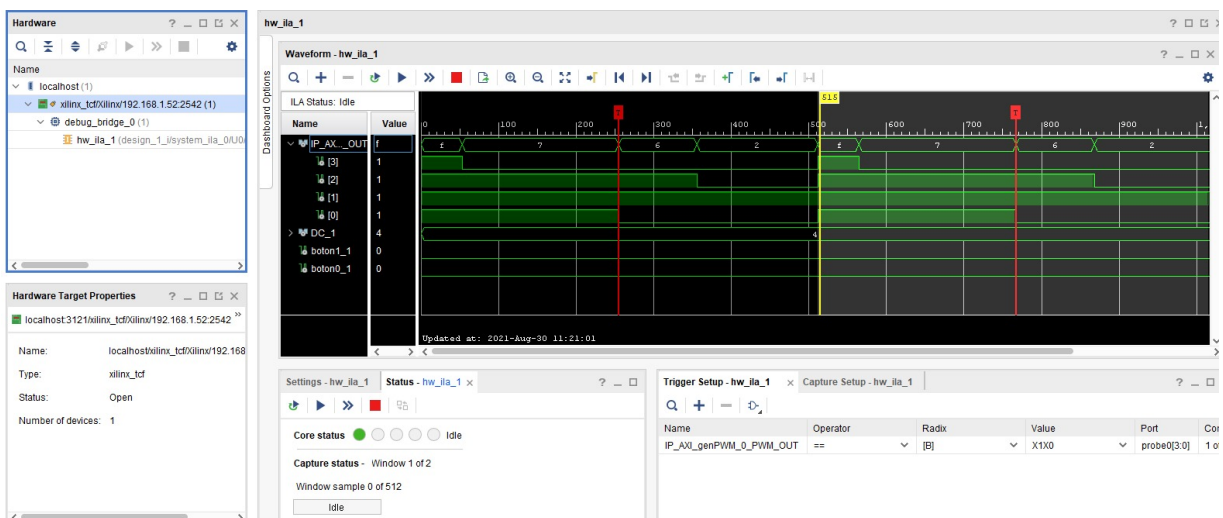 Hardware
Name
localhost (1)
xilinx_tcf/Xilinx/192.168.1.52:2542 (1)
debug_bridge_0 (1)
hw_ila_1 (design_1_i/system_ila_0/U0/
Hardware Target Properties
localhost:3121/xilinx_tcf/Xilinx/192.168.1.52:2542
Name: localhost/xilinx_tcf/Xilinx/192.168
Type: xilinx_tcf
Status: Open
Number of devices: 1
hw_ila_1
Dashboard Options
Waveform - hw_ila_1
ILA Status: Idle
515
T T
Name Value 0 100 200 300 400 500 600 700 800 900 1,
IP_AX..._OUT f f 7 6 2 f 7 6 2
[3] 1
[2] 1
[1] 1
[0] 1
DC_1 4 4
boton1_1 0
boton0_1 0
Updated at: 2021-Aug-30 11:21:01
Settings - hw_ila_1 Status - hw_ila_1
Core status Idle
Capture status - Window 1 of 2
Window sample 0 of 512
Idle
Trigger Setup - hw_ila_1 Capture Setup - hw_ila_1
Name Operator Radix Value Port Co
IP_AXI_genPWM_0_PWM_OUT == [B] X1X0 probe0[3:0] 1 o